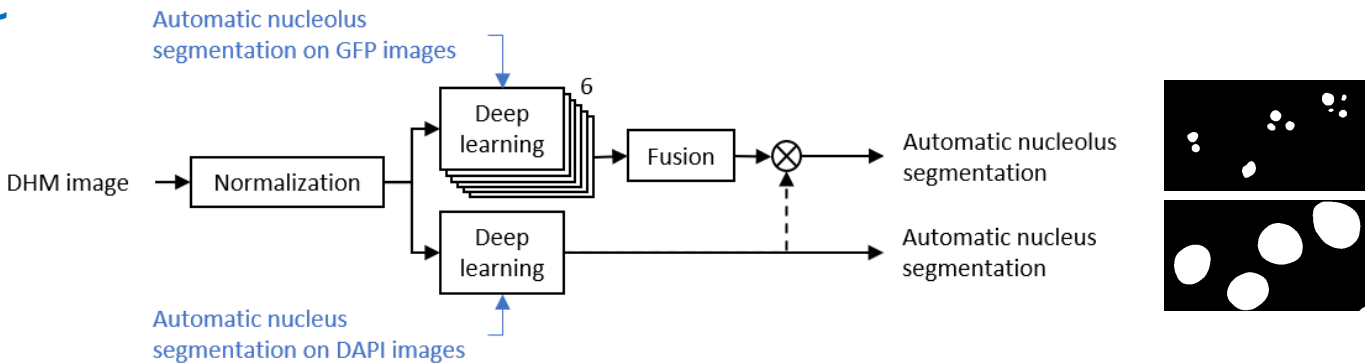 Automatic nucleolus
segmentation on GFP images
6
Deep
learning
Fusion
Automatic nucleolus
segmentation
DHM image
Normalization
Deep
learning
Automatic nucleus
segmentation
Automatic nucleus
segmentation on DAPI images